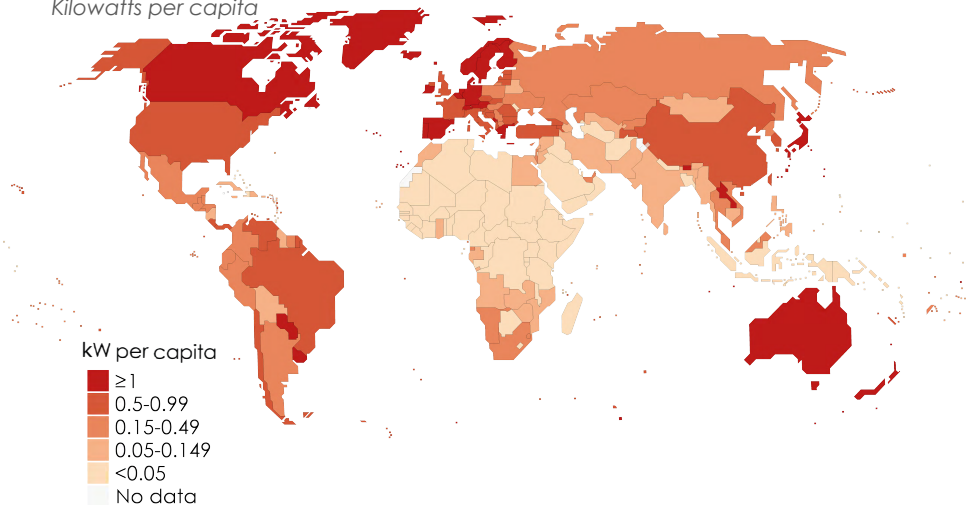 Kilowatts per capita
kW per capita
≥1
0.5-0.99
0.15-0.49
0.05-0.149
<0.05
No data